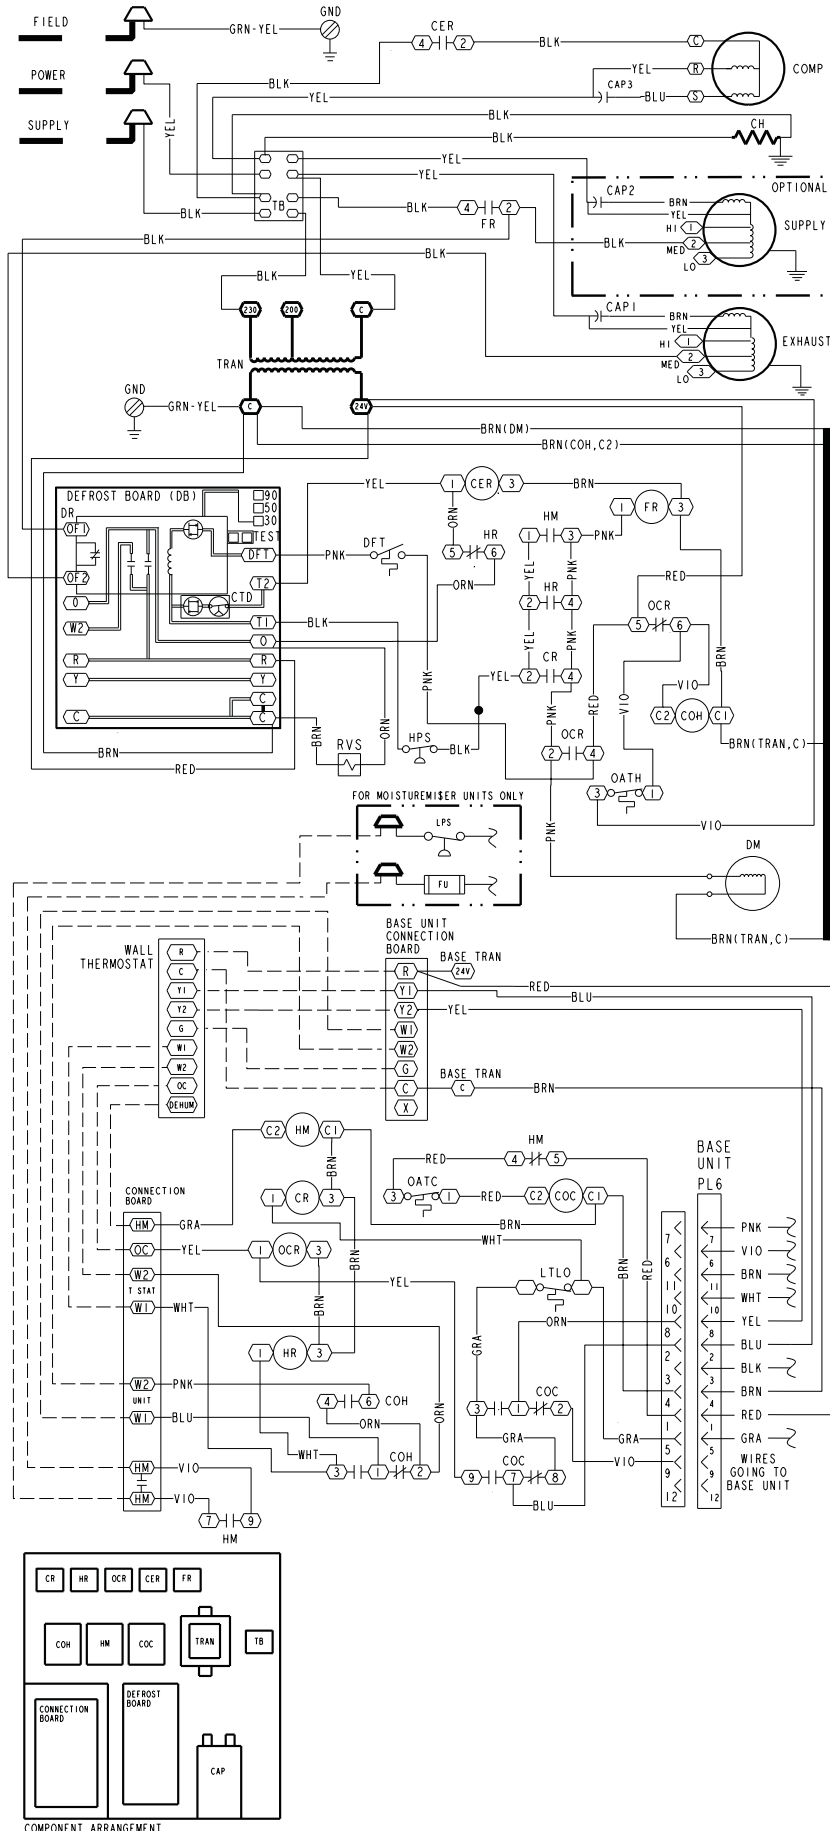 FIELD
GND
GRN-YEL
CER
4 2
BLK
C
POWER
BLK
YEL
R
COMP
YEL
CAP3
BLU
S
SUPPLY
YEL
BLK
BLK
CH
YEL
YEL
BLK
TB
BLK
4 2
FR
OPTIONAL
CAP2
BRN
YEL
SUPPLY
HI 1
MED 2
LO 3
BLK
BLK
BLK
BLK
YEL
230 200 C
TRAN
CAP1
BRN
YEL
EXHAUST
HI 1
MED 2
LO 3
GND
GRN-YEL
C 24V
BRN(DM)
BRN(COH,C2)
DEFROST BOARD (DB)
90
50
30
TEST
DR
OF1
OF2
DFT
T2
CTD
T1
O
O
W2
R R
Y Y
C
C C
YEL
1 CER 3
BRN
ORN
5 6
HR
ORN
PNK
DFT
BLK
PNK
1 HM 3
PNK
1 FR 3
YEL
PNK
HR
2 4
YEL
PNK
CR
YEL
2 4
PNK
RED
OCR
5 6
RED
VIO
VIO
BRN
C2 COH C1
BRN(TRAN,C)
BRN
RED
BRN
RVS
ORN
HPS
BLK
OCR
2 4
OATH
3 1
VIO
PNK
FOR MOISTUREMI$ER UNITS ONLY
LPS
FU
DM
BRN(TRAN,C)
BASE UNIT
CONNECTION
BOARD
WALL
THERMOSTAT
R
C
Y1
Y2
G
W1
W2
OC
DEHUM
R
Y1
Y2
W1
W2
G
C
X
BASE TRAN
24V
RED
BLU
YEL
BASE TRAN
C
BRN
C2 HM C1
BRN
1 CR 3
HM
RED
4 5
OATC
3 1
RED
C2 COC C1
BRN
WHT
BASE
UNIT
PL6
CONNECTION
BOARD
HM
GRA
OC
YEL
W2
T STAT
W1
WHT
1 OCR 3
BRN
BRN
YEL
1 HR 3
LTLO
ORN
GRA
BRN
RED
7
6
11
10
8
2
3
4
1
5
9
12
PNK
7
VIO
6
BRN
11
WHT
10
YEL
8
BLU
2
BLK
3
BRN
4
RED
1
GRA
5
9
12
WIRES
GOING TO
BASE UNIT
W2
PNK
UNIT
W1
BLU
4 6 COH
ORN
ORN
WHT
COH
3 1 2
COC
3 1 2
GRA
GRA
VIO
COC
9 7 8
BLU
HM
VIO
HM
VIO
7 9
HM
CR HR OCR CER FR
COH HM COC TRAN TB
CONNECTION
BOARD
DEFROST
BOARD
CAP
COMPONENT ARRANGEMENT